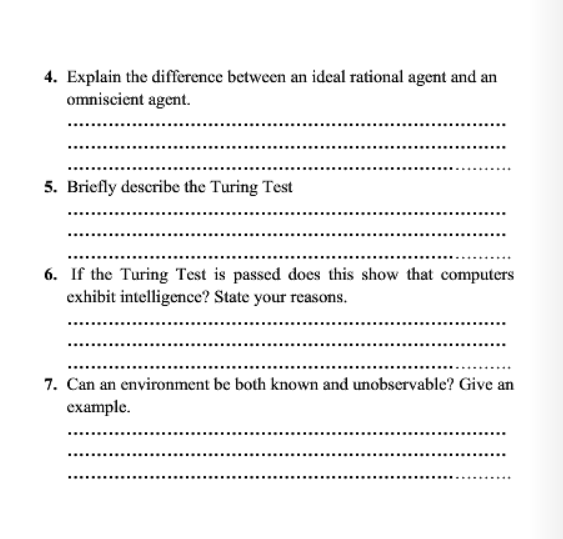 4. Explain the difference between an ideal rational agent and an
omniscient agent.
................................................................................
................................................................................
................................................................................
5. Briefly describe the Turing Test
................................................................................
................................................................................
................................................................................
6. If the Turing Test is passed does this show that computers
exhibit intelligence? State your reasons.
................................................................................
................................................................................
................................................................................
7. Can an environment be both known and unobservable? Give an
example.
................................................................................
................................................................................
................................................................................